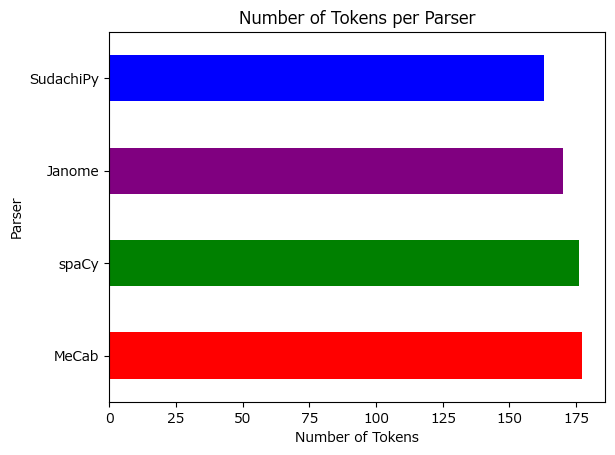 Number of Tokens per Parser
SudachiPy
Janome
spaCy
MeCab
Parser
0 25 50 75 100 125 150 175
Number of Tokens